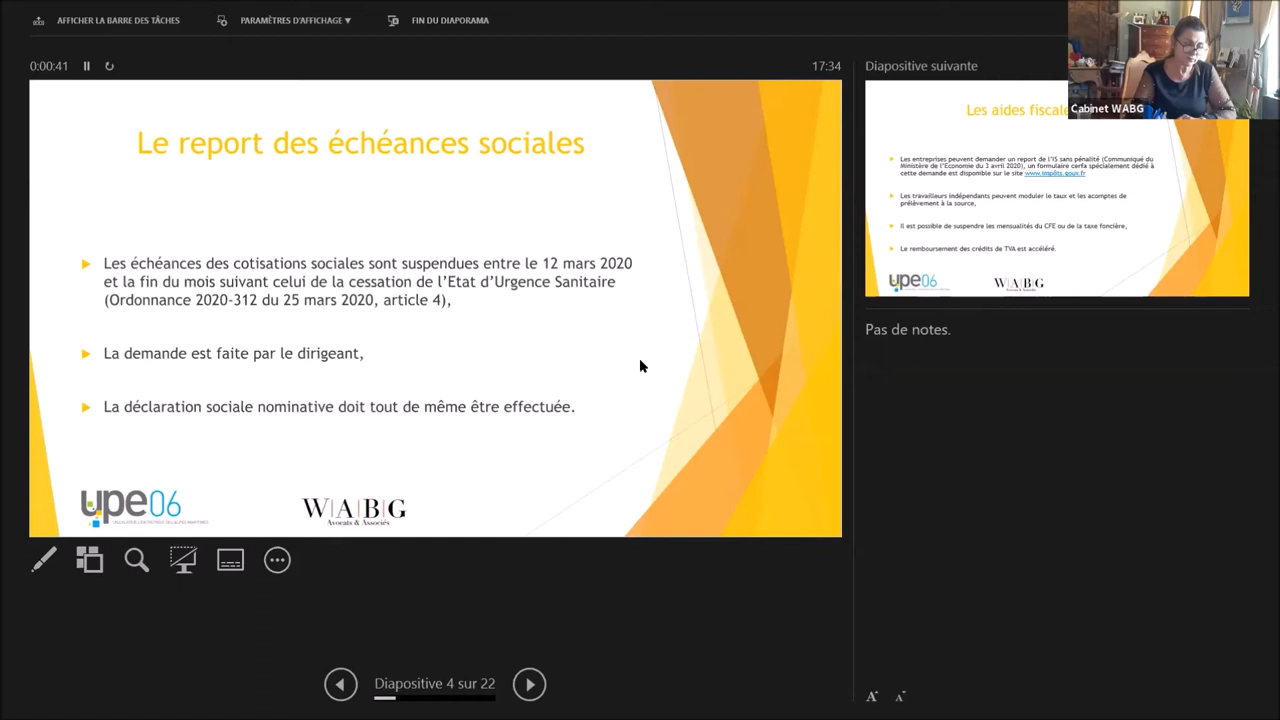 AFFICHER LA BARRE DES TÂCHES
PARAMÈTRES D'AFFICHAGE ▼
FIN DU DIAPORAMA
0:00:41
17:34
Le report des échéances sociales
Les échéances des cotisations sociales sont suspendues entre le 12 mars 2020
et la fin du mois suivant celui de la cessation de l'Etat d'Urgence Sanitaire
(Ordonnance 2020-312 du 25 mars 2020, article 4),
La demande est faite par le dirigeant,
La déclaration sociale nominative doit tout de même être effectuée.
upe06
W|A|B|G
Avocats & Associés
Diapositive 4 sur 22
Diapositive suivante
Cabinet WABG
Les aides fiscale
Les entreprises peuvent demander un report de l'IS sans pénalité (Communiqué du
Ministère de l'Economie du 3 avril 2020), un formulaire cerfa spécialement dédié à
cette demande est disponible sur le site www.impôts.gouv.fr
Les travailleurs indépendants peuvent moduler le taux et les acomptes de
prélèvement à la source,
Il est possible de suspendre les mensualités du CFE ou de la taxe foncière,
Le remboursement des crédits de TVA est accéléré.
upe06
W|A|B|G
Avocats & Associés
Pas de notes.
A A